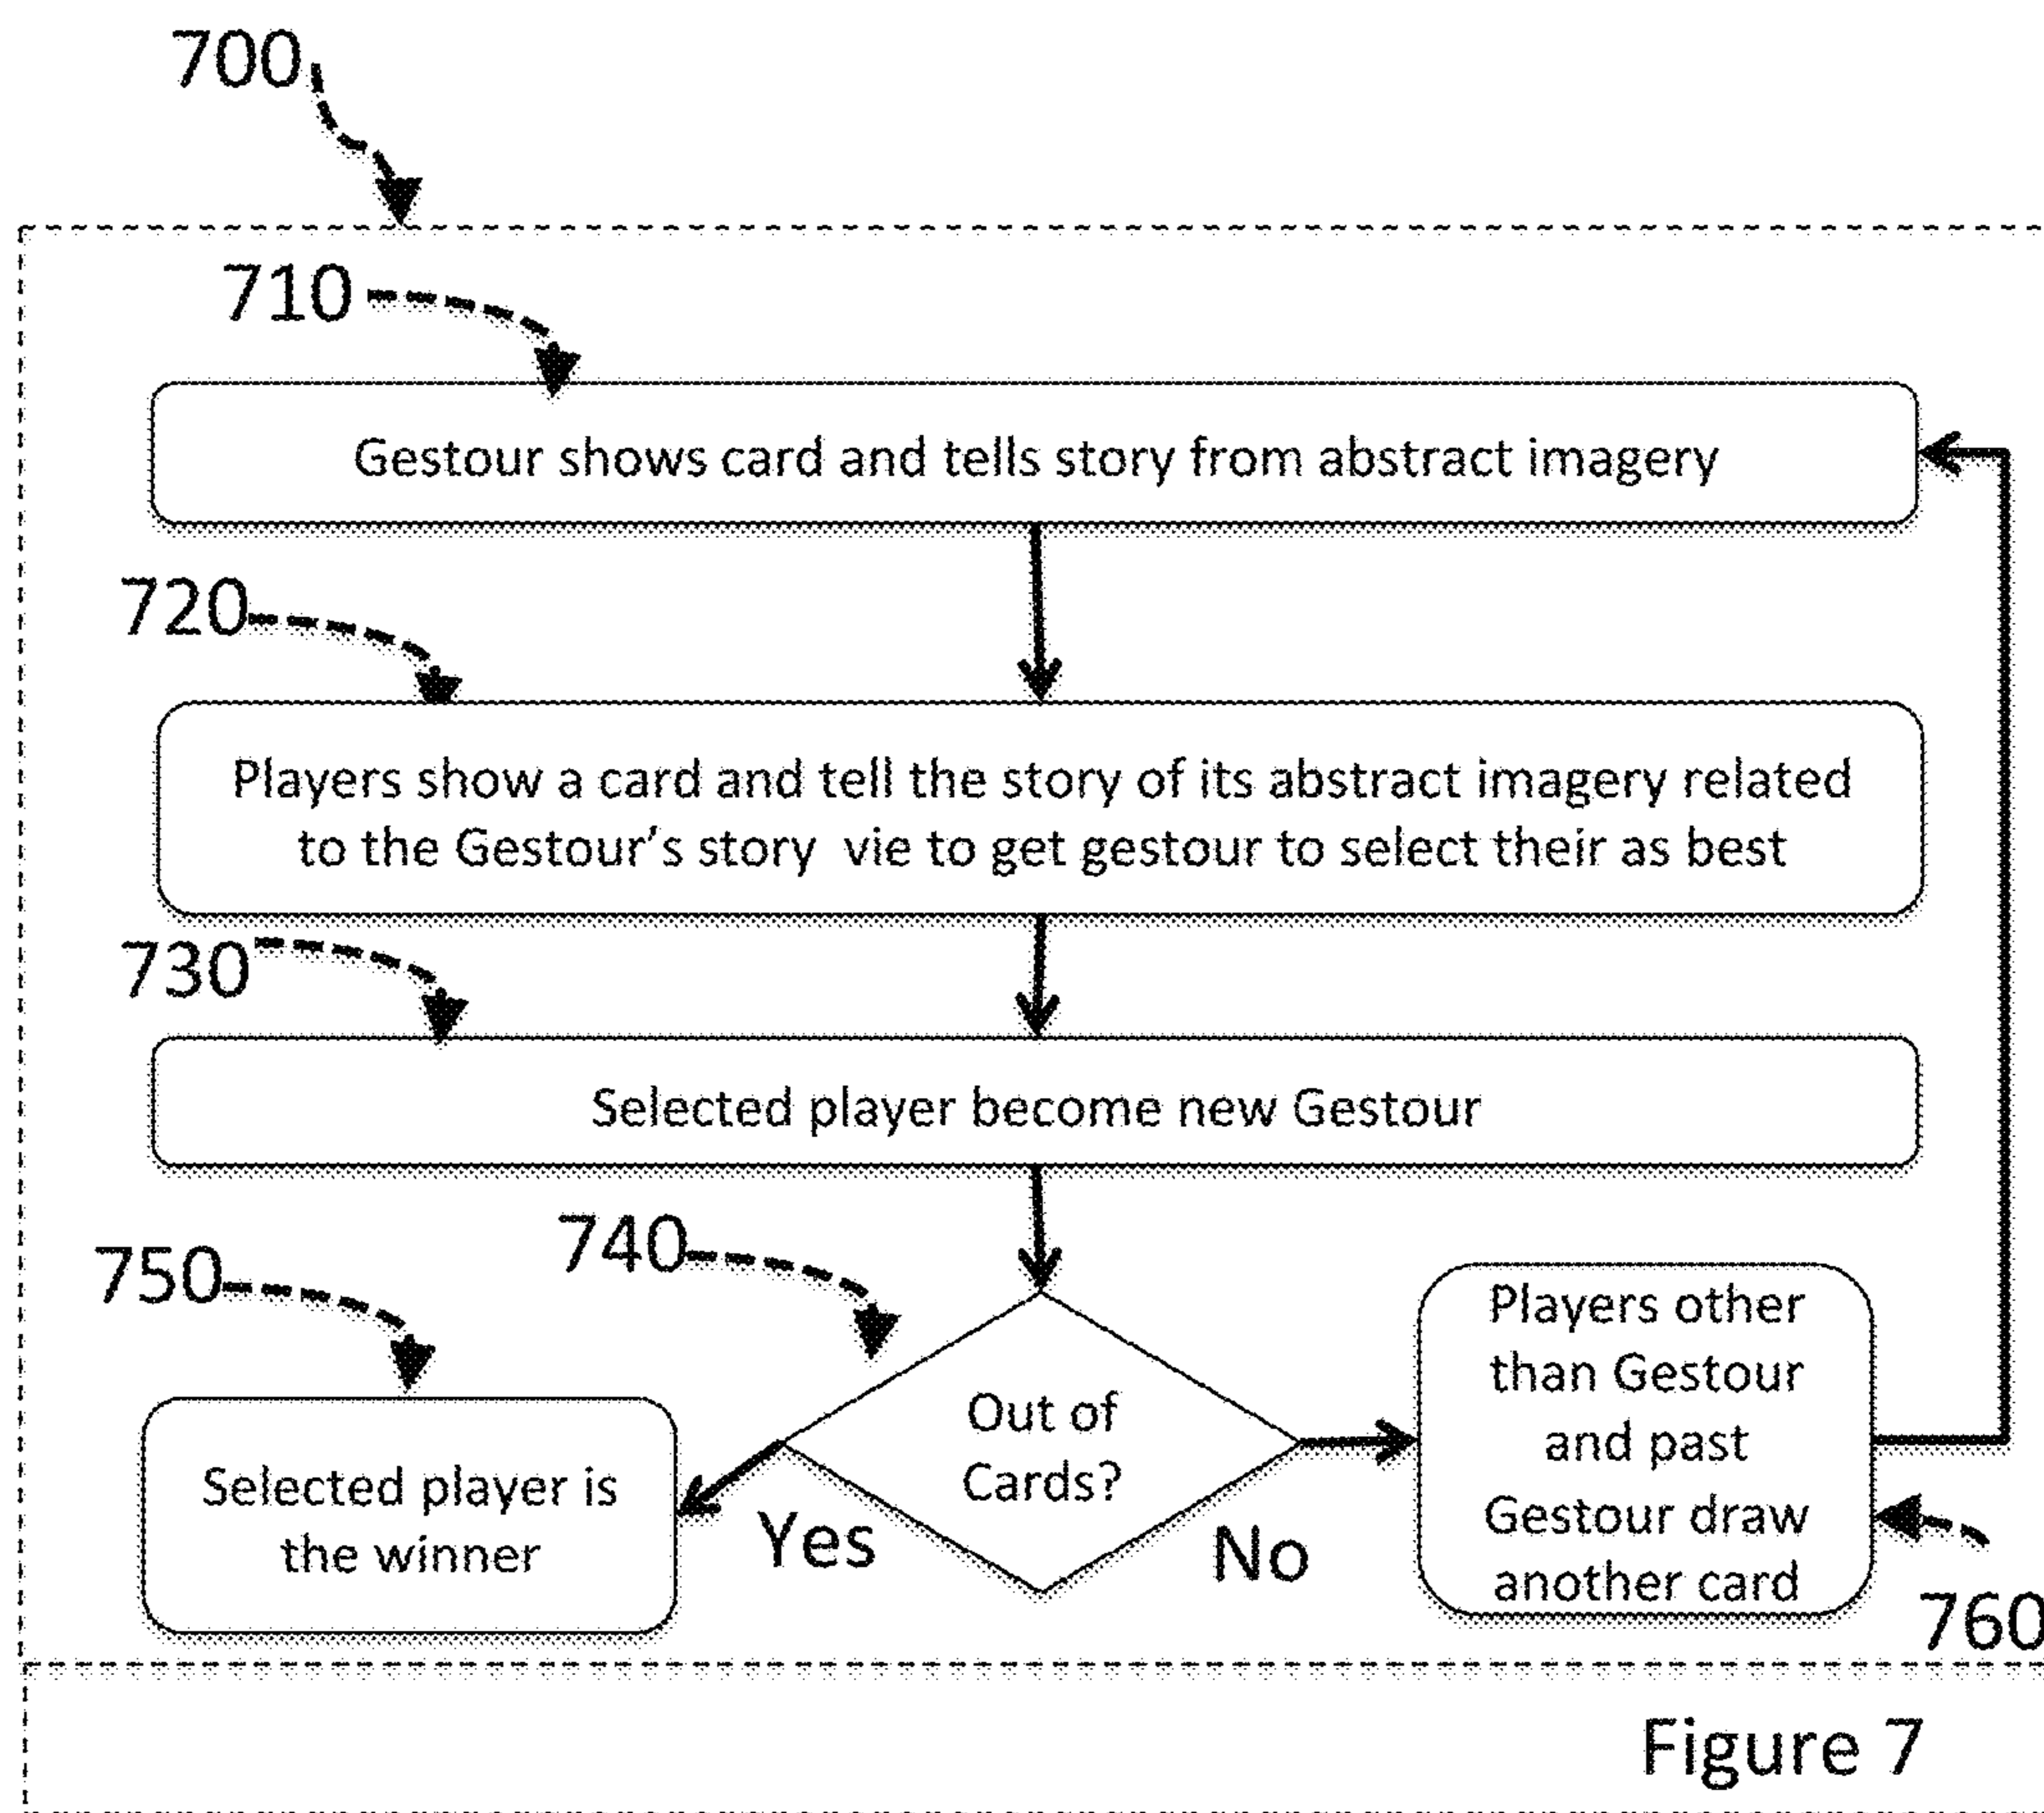 700
710
Gestour shows card and tells story from abstract imagery
720
Players show a card and tell the story of its abstract imagery related
to the Gestour's story vie to get gestour to select their as best
730
Selected player become new Gestour
740
750
Out of
Cards?
Yes
No
Selected player is
the winner
Players other
than Gestour
and past
Gestour draw
another card
760
Figure 7